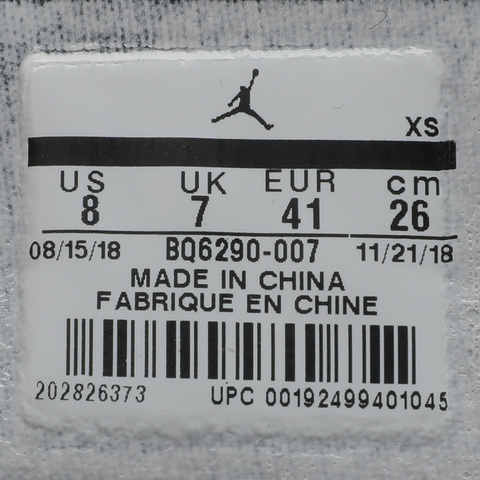 XS
US UK EUR cm
8 7 41 26
08/15/18 BQ6290-007 11/21/18
MADE IN CHINA
FABRIQUE EN CHINE
202826373 UPC 00192499401045